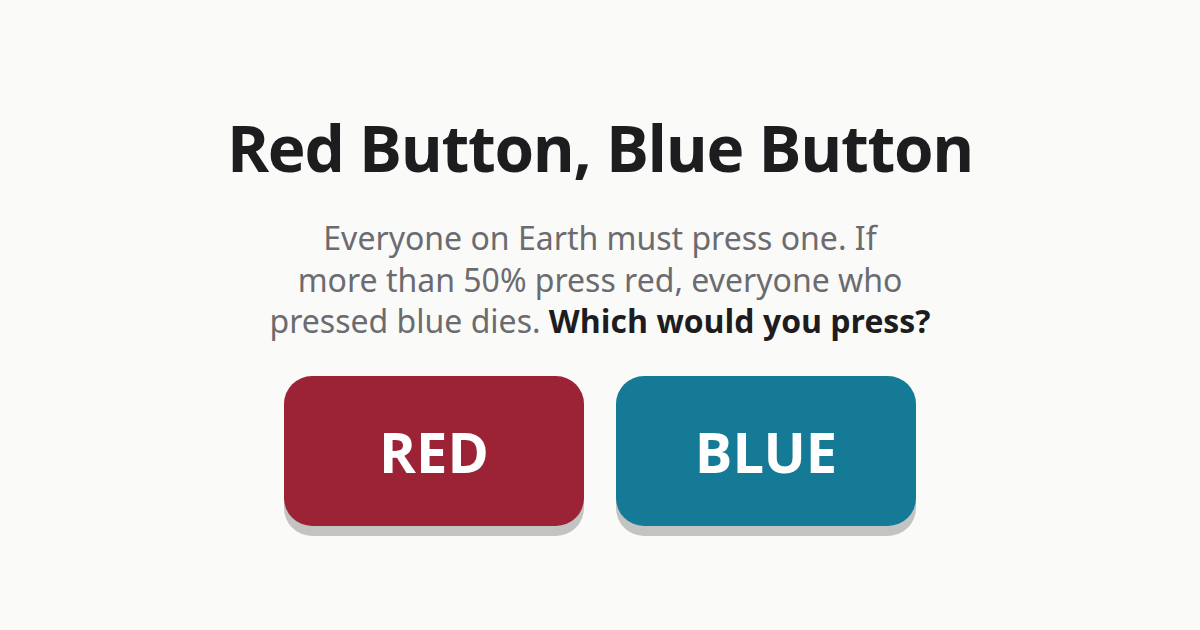 Red Button, Blue Button
Everyone on Earth must press one. If
more than 50% press red, everyone who
pressed blue dies. Which would you press?
RED
BLUE